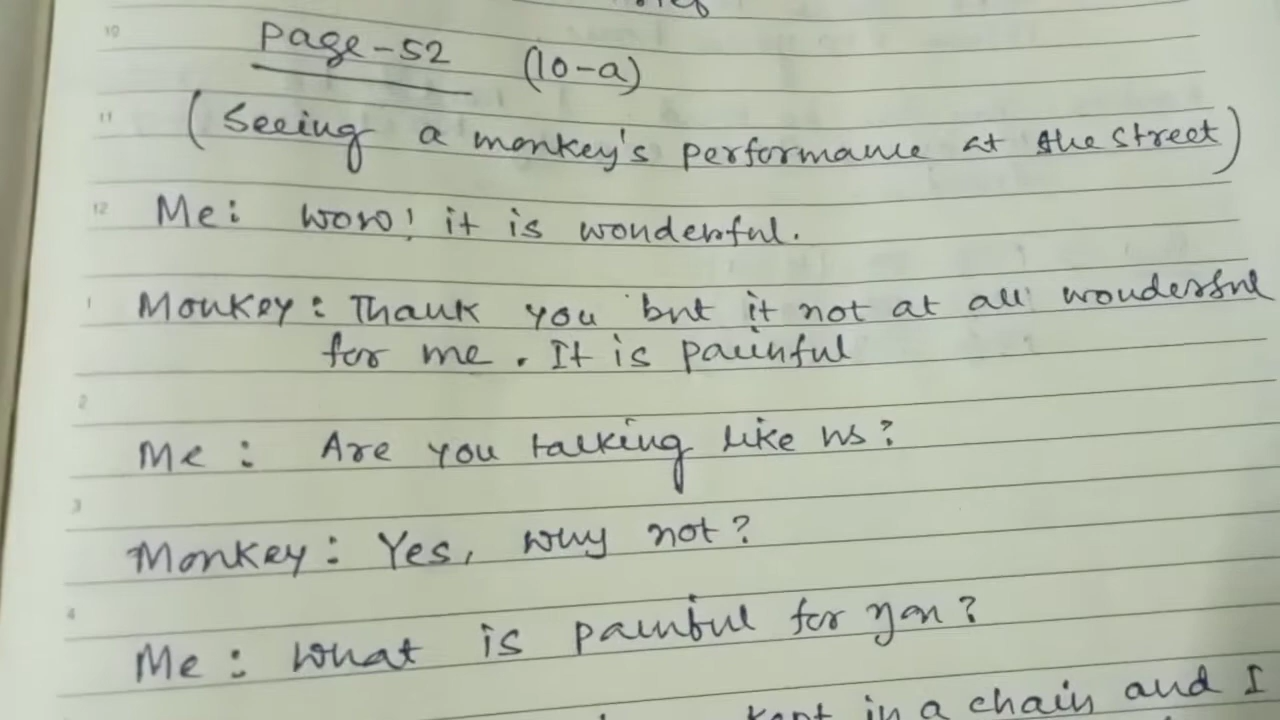 Page-52 (10-a)
(Seeing a monkey's performance at the street)
Me: wow! it is wonderful.
Monkey: Thank you but it not at all wonderful
for me. It is painful
Me: Are you talking like us?
Monkey: Yes, why not?
Me: What is painful for you?
kept in a chain and I